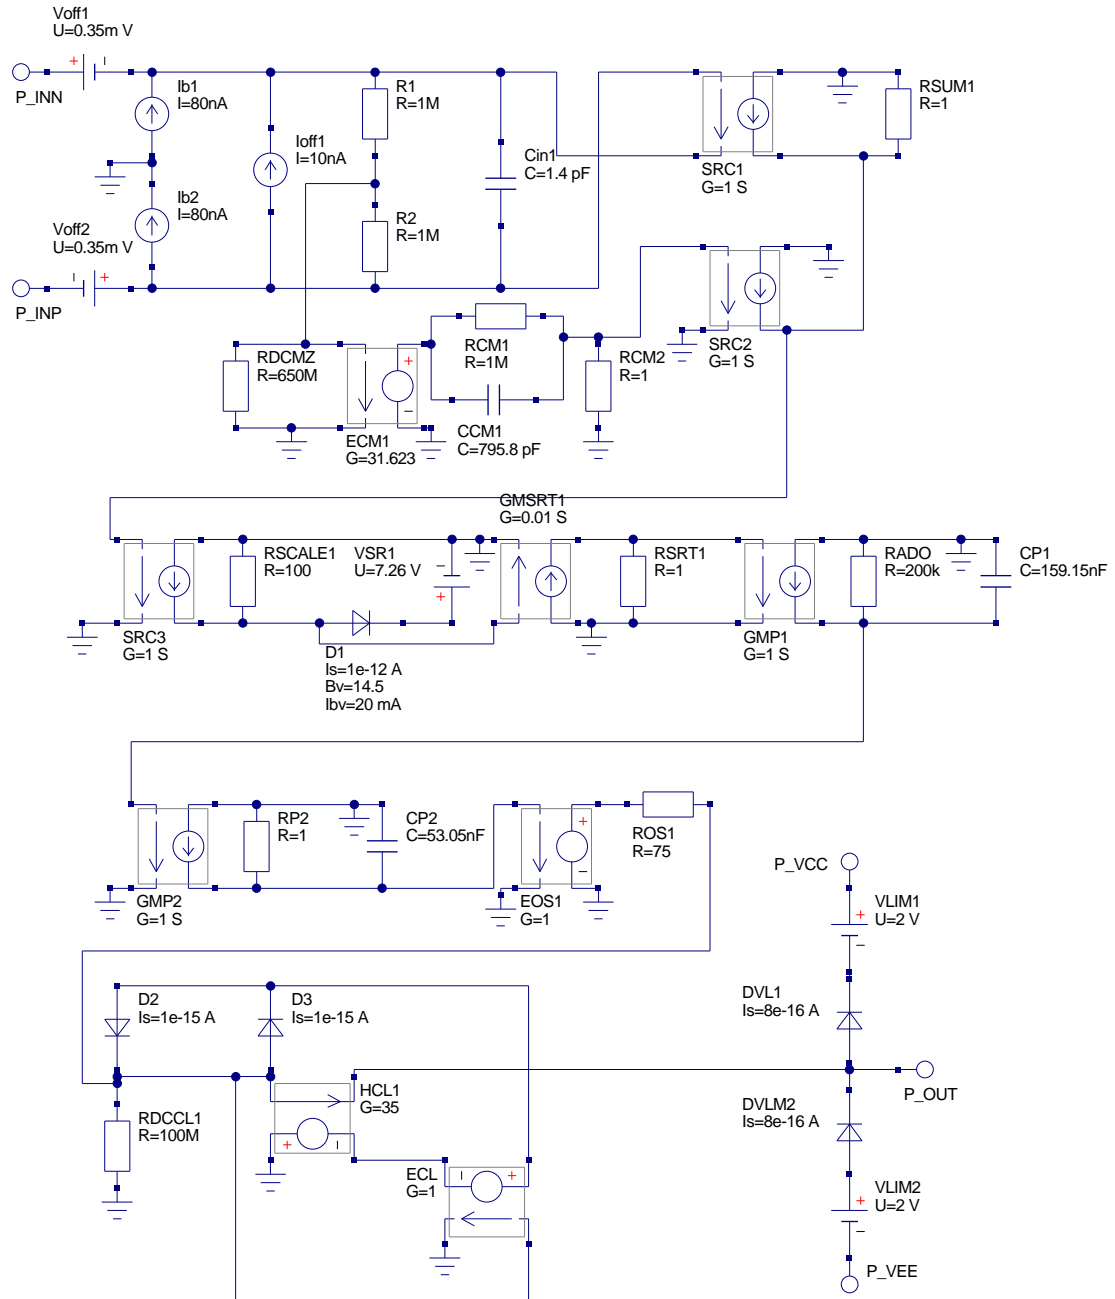 Voff1
U=0.35m V
P_INN
Ib1
I=80nA
Ioff1
I=10nA
R1
R=1M
Cin1
C=1.4 pF
SRC1
G=1 S
RSUM1
R=1
Ib2
I=80nA
R2
R=1M
Voff2
U=0.35m V
P_INP
SRC2
G=1 S
RDCMZ
R=650M
ECM1
G=31.623
RCM1
R=1M
CCM1
C=795.8 pF
RCM2
R=1
GMSRT1
G=0.01 S
SRC3
G=1 S
RSCALE1
R=100
VSR1
U=7.26 V
D1
Is=1e-12 A
Bv=14.5
Ibv=20 mA
RSRT1
R=1
GMP1
G=1 S
RADO
R=200k
CP1
C=159.15nF
GMP2
G=1 S
RP2
R=1
CP2
C=53.05nF
EOS1
G=1
ROS1
R=75
P_VCC
VLIM1
U=2 V
D2
Is=1e-15 A
D3
Is=1e-15 A
DVL1
Is=8e-16 A
HCL1
G=35
P_OUT
RDCCL1
R=100M
DVLM2
Is=8e-16 A
ECL
G=1
VLIM2
U=2 V
P_VEE